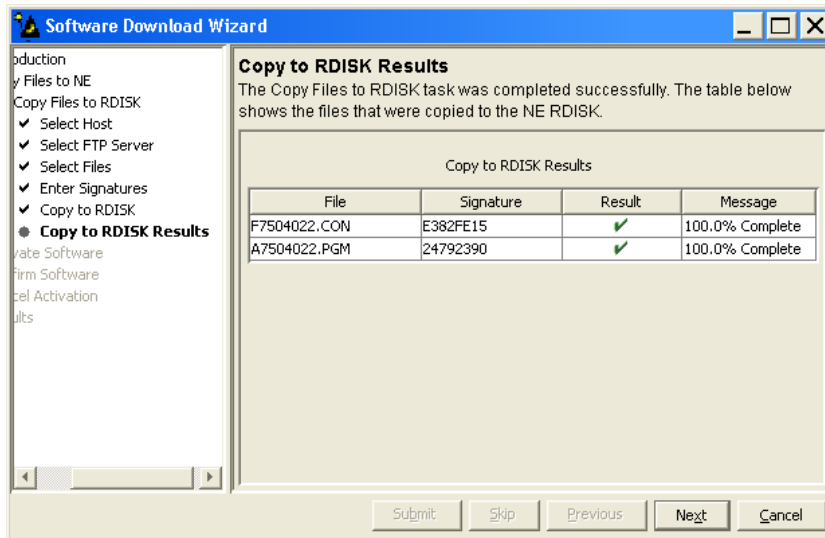 Software Download Wizard
oduction
y Files to NE
Copy Files to RDISK
Select Host
Select FTP Server
Select Files
Enter Signatures
Copy to RDISK
Copy to RDISK Results
vate Software
firm Software
cel Activation
ults
Copy to RDISK Results
The Copy Files to RDISK task was completed successfully. The table below
shows the files that were copied to the NE RDISK.
Copy to RDISK Results
File Signature Result Message
F7504022.CON E382FE15 ✔ 100.0% Complete
A7504022.PGM 24792390 ✔ 100.0% Complete
Submit Skip Previous Next Cancel